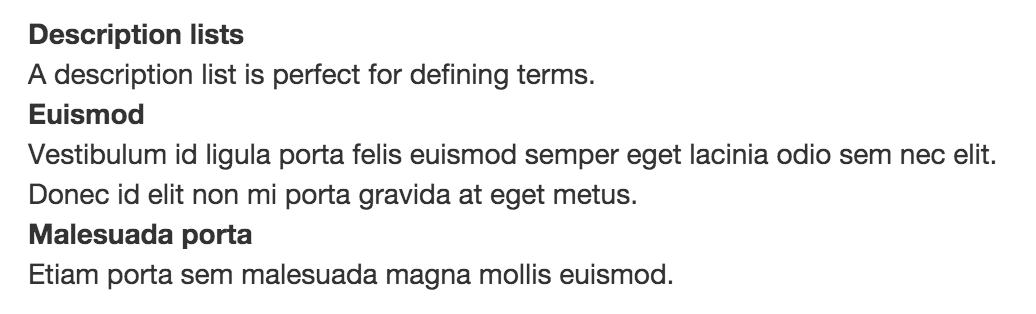 Description lists
A description list is perfect for defining terms.
Euismod
Vestibulum id ligula porta felis euismod semper eget lacinia odio sem nec elit.
Donec id elit non mi porta gravida at eget metus.
Malesuada porta
Etiam porta sem malesuada magna mollis euismod.